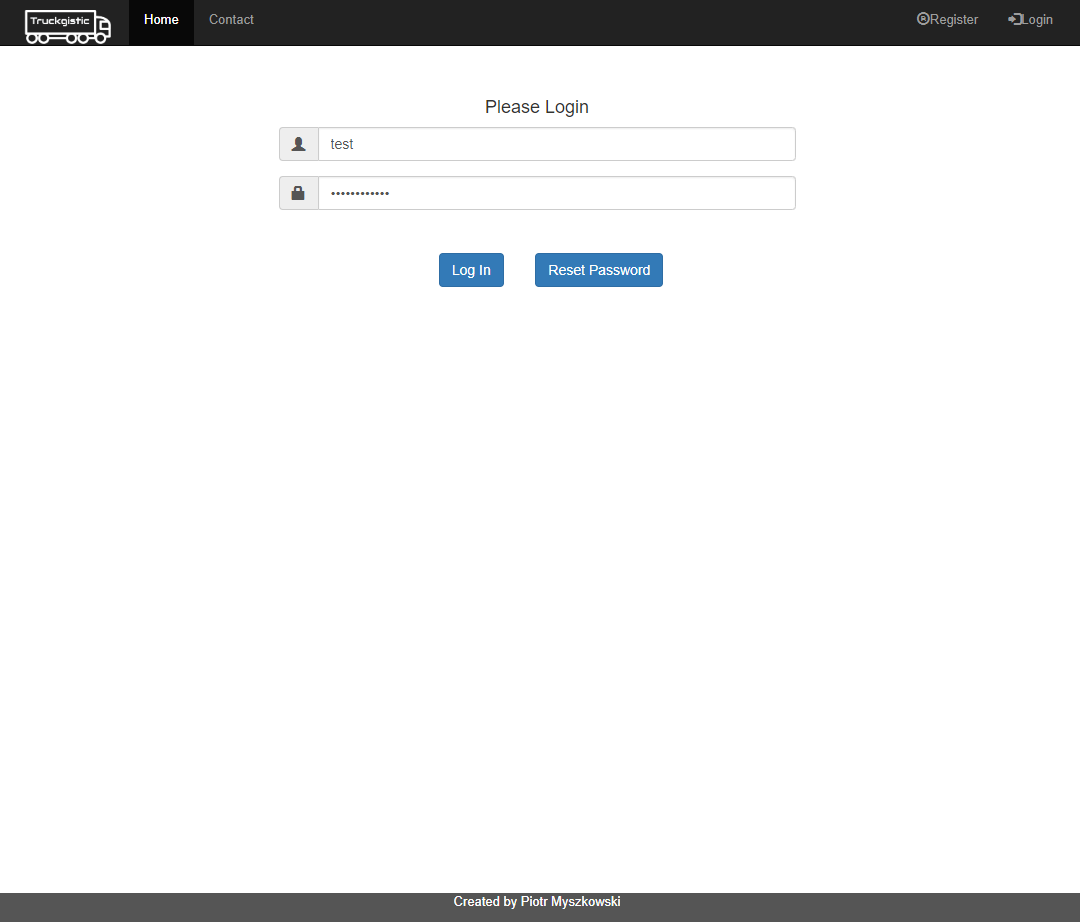 Truckgistic
Home
Contact
Register
Login
Please Login
test
••••••••••••
Log In
Reset Password
Created by Piotr Myszkowski